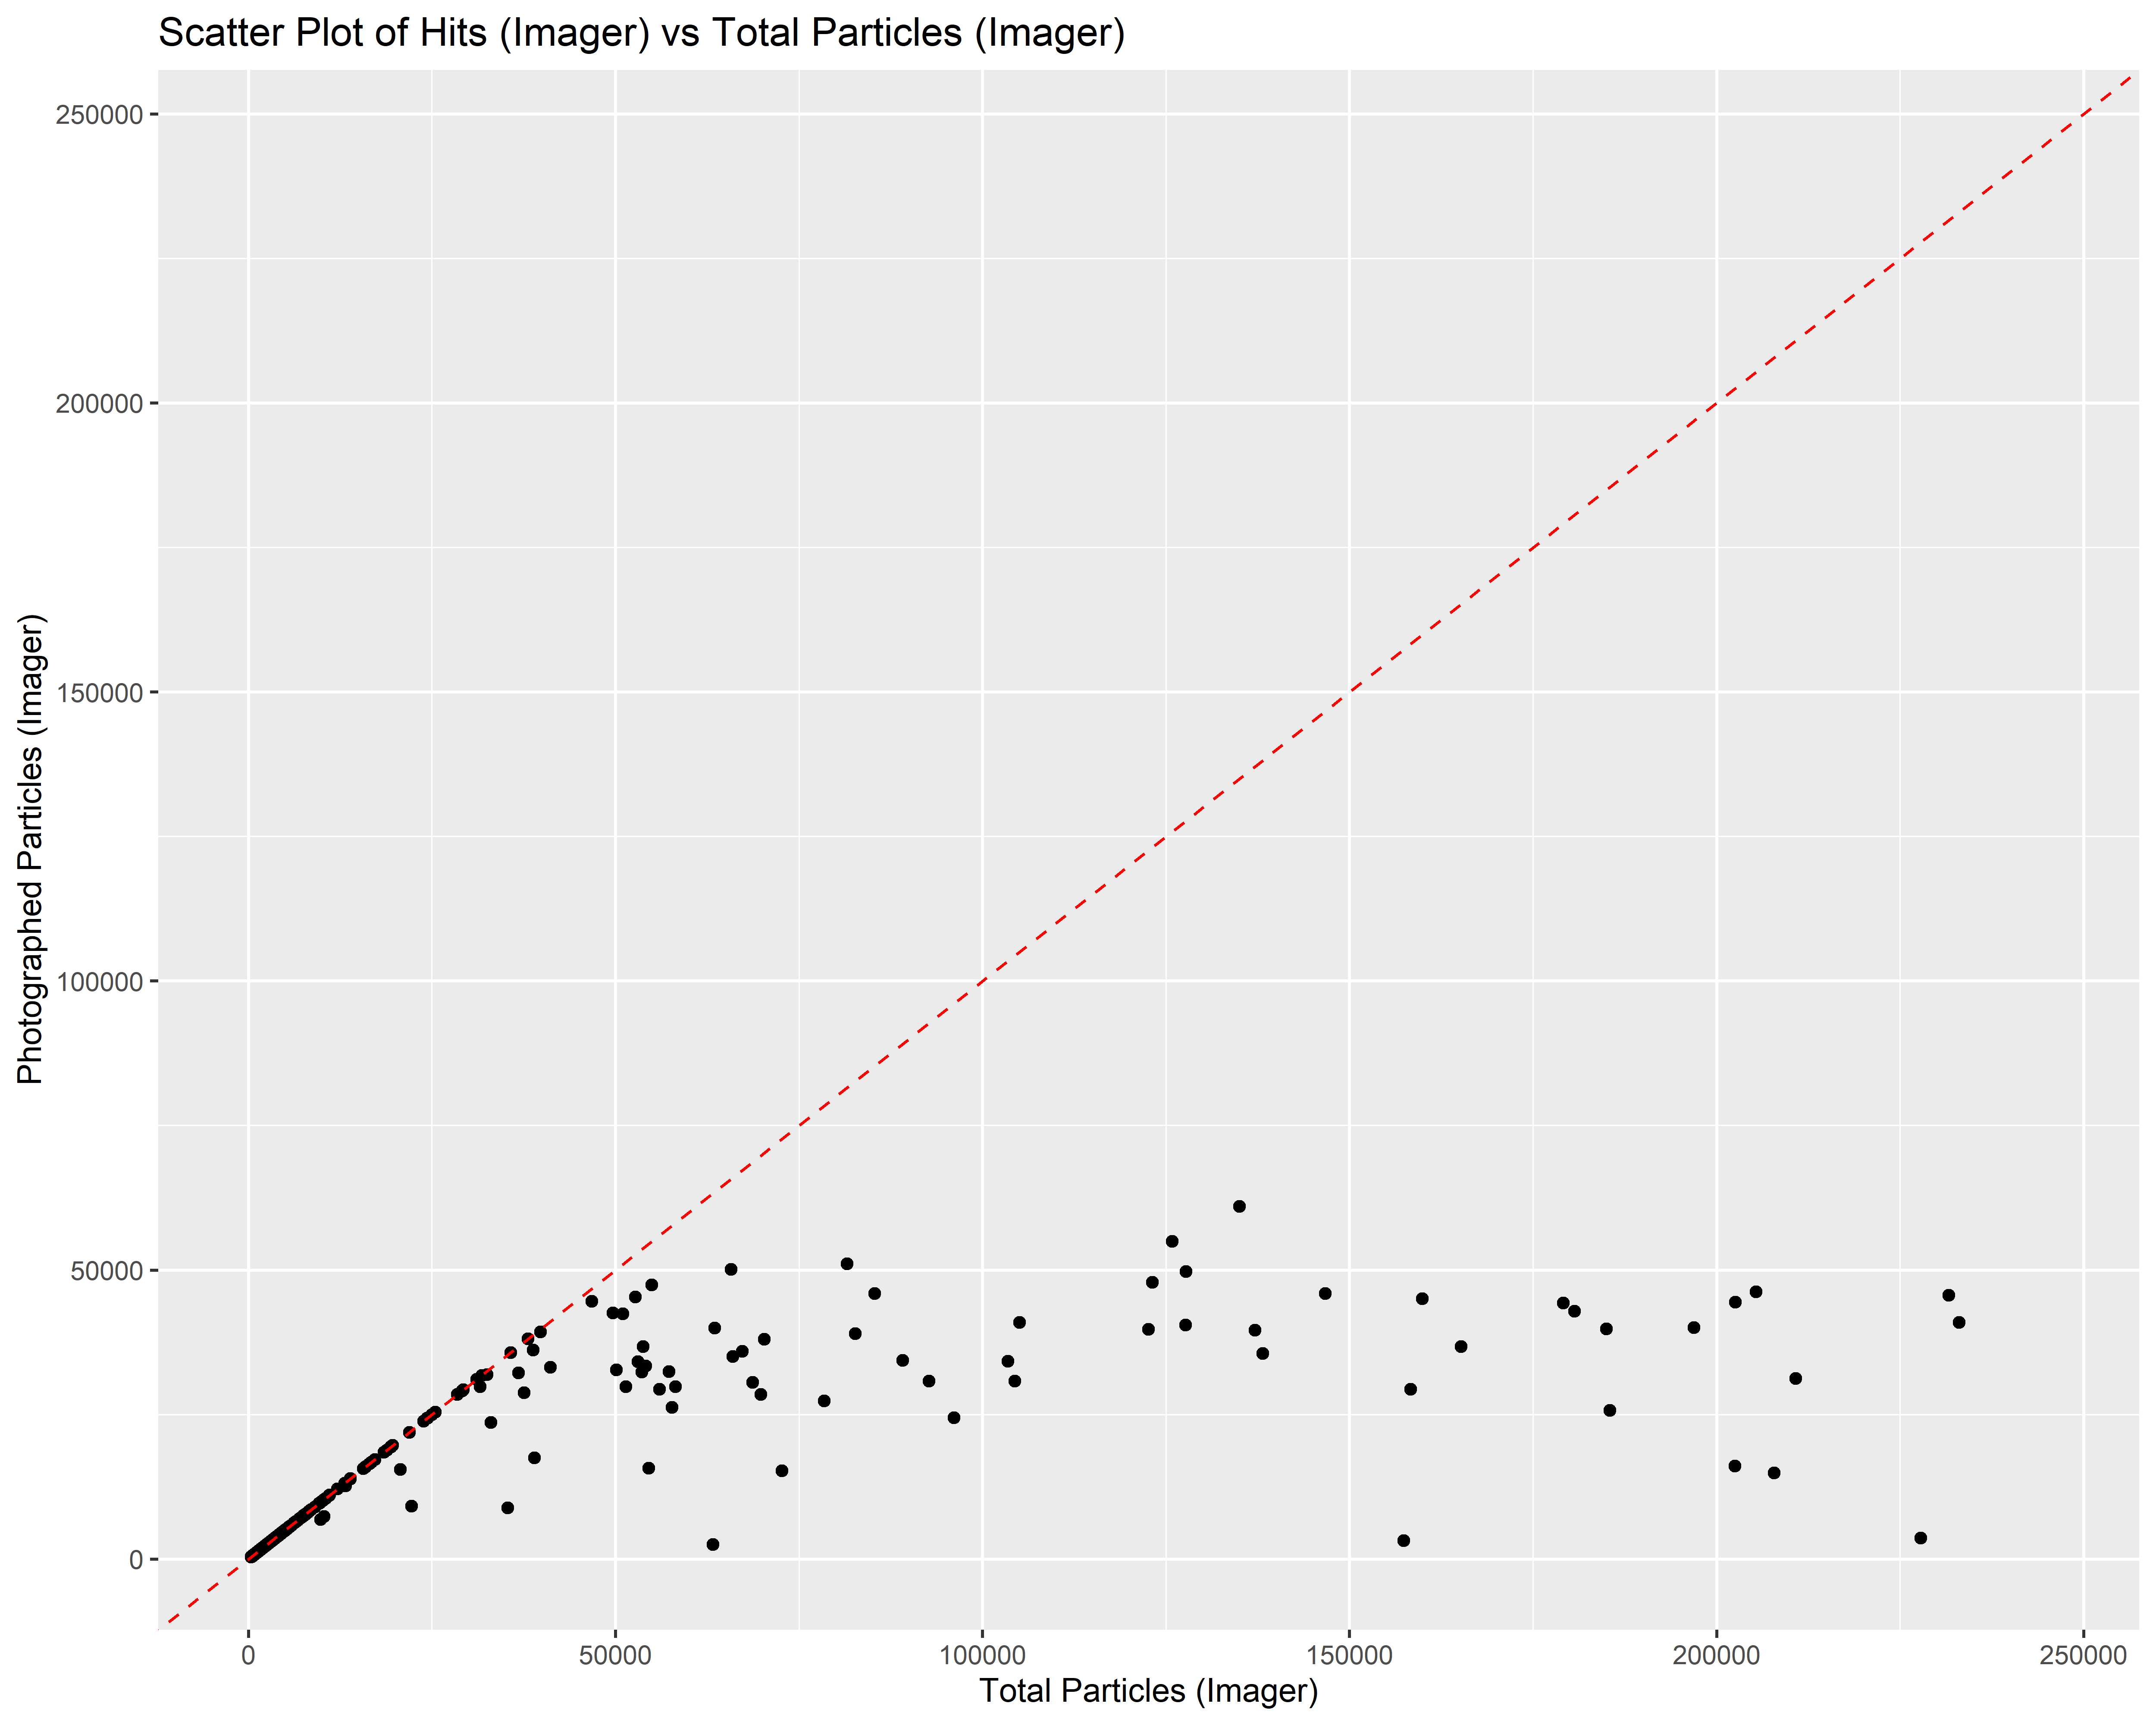 Scatter Plot of Hits (Imager) vs Total Particles (Imager)
Photographed Particles (Imager)
250000
200000
150000
100000
50000
0
0 50000 100000 150000 200000 250000
Total Particles (Imager)